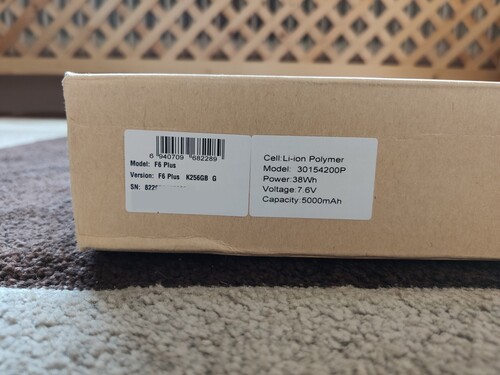 6 940709 682289
Model: F6 Plus
Version: F6 Plus K256GB G
SN:
Cell:Li-ion Polymer
Model: 30154200P
Power:38Wh
Voltage:7.6V
Capacity:5000mAh